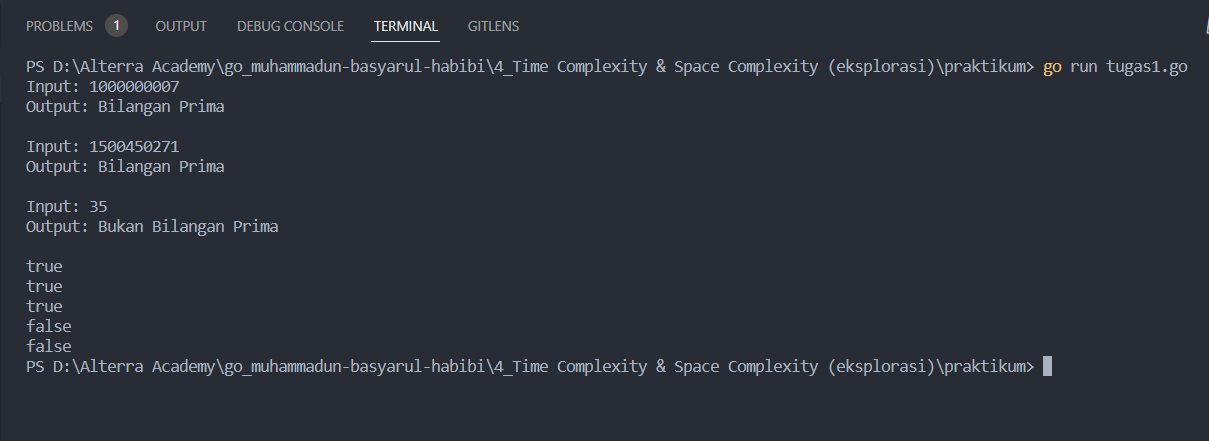 PROBLEMS 1 OUTPUT DEBUG CONSOLE TERMINAL GITLENS
PS D:\Alterra Academy\go_muhammadun-basyarul-habibi\4_Time Complexity & Space Complexity (eksplorasi)\praktikum> go run tugas1.go
Input: 1000000007
Output: Bilangan Prima
Input: 1500450271
Output: Bilangan Prima
Input: 35
Output: Bukan Bilangan Prima
true
true
true
false
false
PS D:\Alterra Academy\go_muhammadun-basyarul-habibi\4_Time Complexity & Space Complexity (eksplorasi)\praktikum>